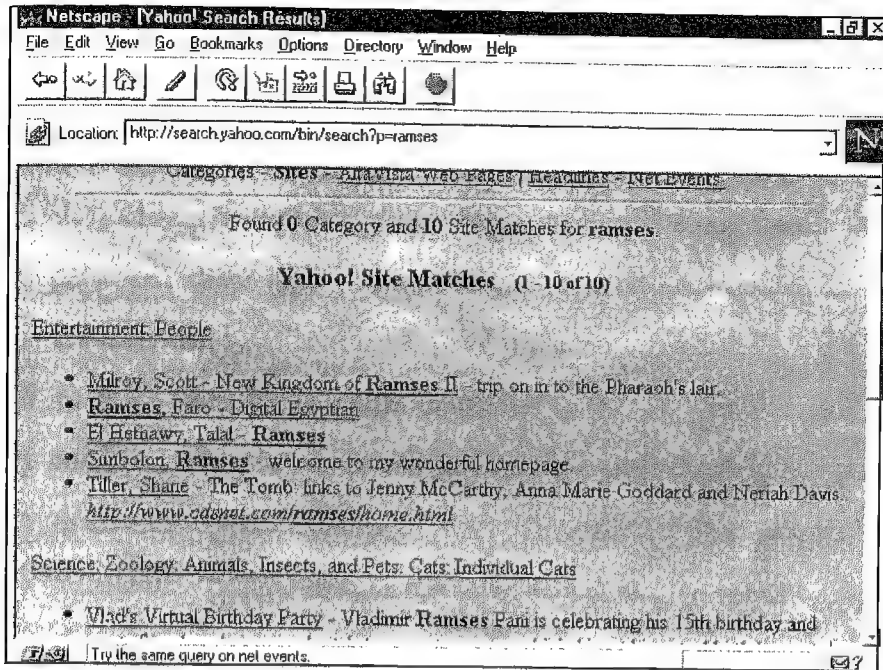 Netscape - [Yahoo! Search Results]
File Edit View Go Bookmarks Options Directory Window Help
Location: http://search.yahoo.com/bin/search?p=ramses
Categories - Sites - AltaVista Web Pages | Headlines - Net Events
Found 0 Category and 10 Site Matches for ramses.
Yahoo! Site Matches (1 - 10 of 10)
Entertainment: People
• Milroy, Scott - New Kingdom of Ramses II - trip on in to the Pharaoh's lair.
• Ramses, Faro - Digital Egyptian
• El Hefnawy, Talal - Ramses
• Sunbolon, Ramses - welcome to my wonderful homepage
• Tiller, Shane - The Tomb: links to Jenny McCarthy, Anna Marie Goddard and Neriah Davis.
http://www.cdsnet.com/ramses/home.html
Science: Zoology: Animals, Insects, and Pets: Cats: Individual Cats
• Vlad's Virtual Birthday Party - Vladimir Ramses Pani is celebrating his 15th birthday and
Try the same query on net events.